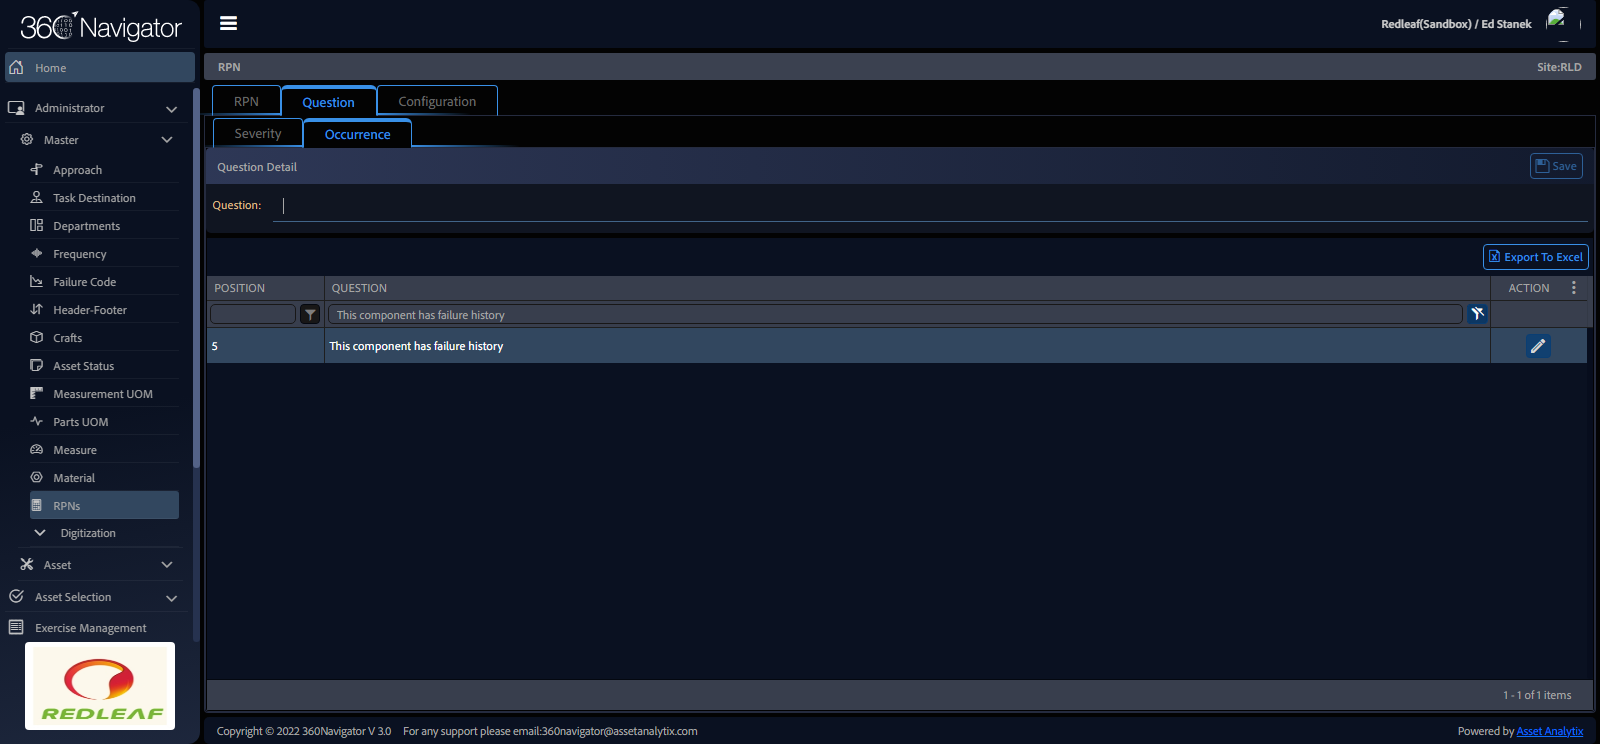 360 Navigator
Redleaf(Sandbox) / Ed Stanek
Home
RPN
Site:RLD
Administrator
RPN
Question
Configuration
Master
Severity
Occurrence
Approach
Question Detail
Save
Task Destination
Question:
Departments
Frequency
Export To Excel
Failure Code
POSITION
QUESTION
ACTION
Header-Footer
This component has failure history
Crafts
5
This component has failure history
Asset Status
Measurement UOM
Parts UOM
Measure
Material
RPNs
Digitization
Asset
Asset Selection
Exercise Management
REDLEAF
1 - 1 of 1 items
Copyright © 2022 360Navigator V 3.0
For any support please email:360navigator@assetanalytix.com
Powered by Asset Analytix